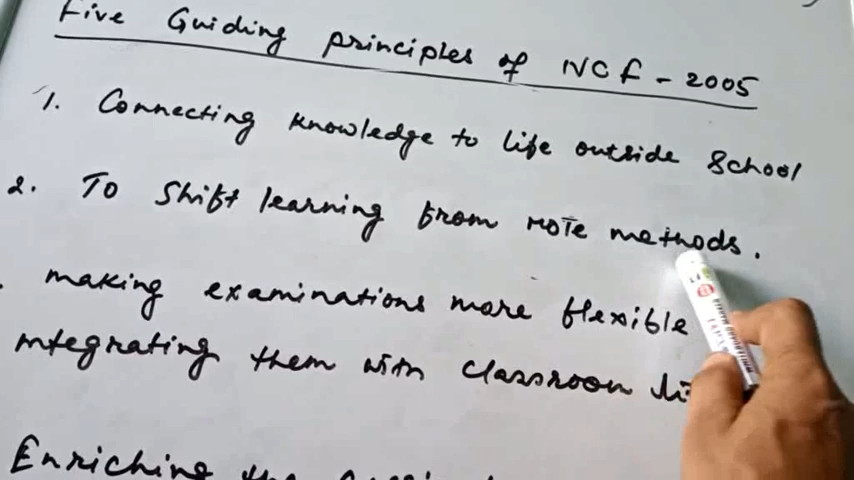 Five Guiding principles of NCF - 2005
1. Connecting knowledge to life outside School
2. To Shift learning from rote methods.
making examinations more flexible
integrating them with classroom
Enriching the